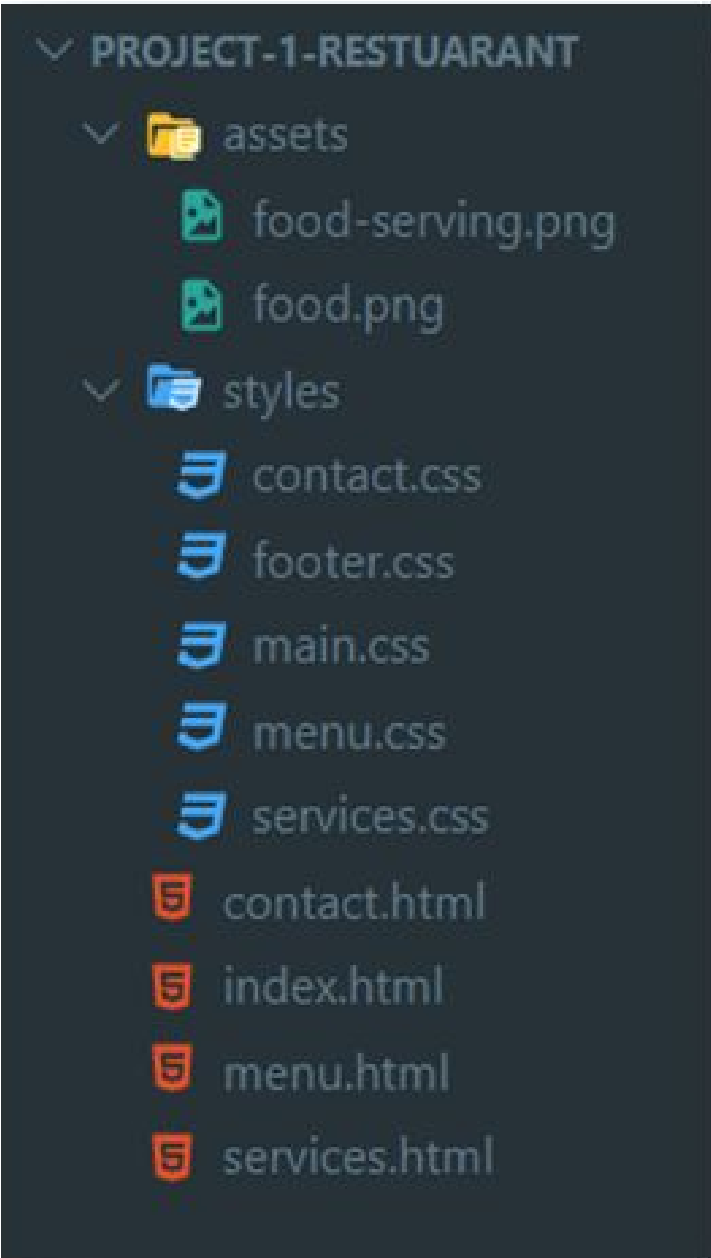 PROJECT-1-RESTUARANT
assets
food-serving.png
food.png
styles
contact.css
footer.css
main.css
menu.css
services.css
contact.html
index.html
menu.html
services.html